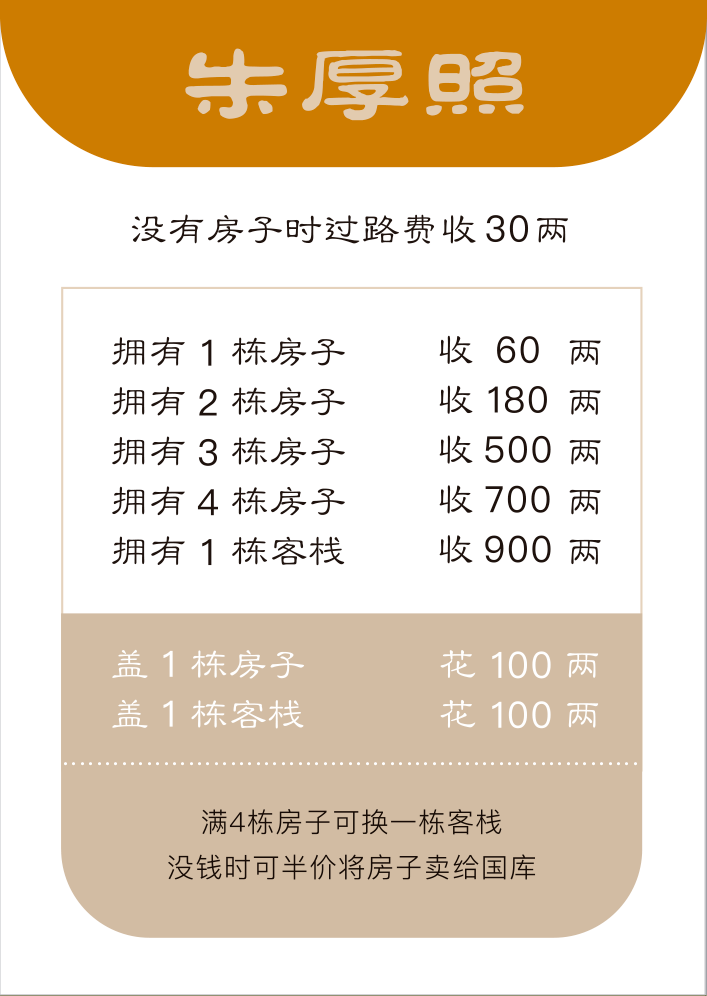 朱厚照
没有房子时过路费收30两
拥有 1 栋房子 收 60 两
拥有 2 栋房子 收 180 两
拥有 3 栋房子 收 500 两
拥有 4 栋房子 收 700 两
拥有 1 栋客栈 收 900 两
盖 1 栋房子 花 100 两
盖 1 栋客栈 花 100 两
满4栋房子可换一栋客栈
没钱时可半价将房子卖给国库